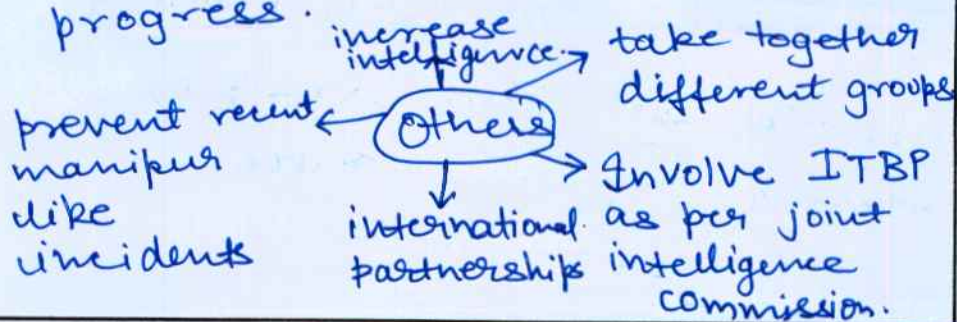 progress.
increase
intelligence.
take together
different groups
prevent recent
manipur
like
incidents
Others
international
partnerships
Involve ITBP
as per joint
intelligence
commission.